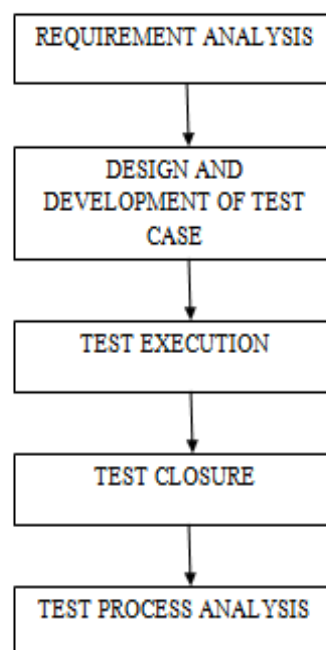 REQUIREMENT ANALYSIS
DESIGN AND
DEVELOPMENT OF TEST
CASE
TEST EXECUTION
TEST CLOSURE
TEST PROCESS ANALYSIS